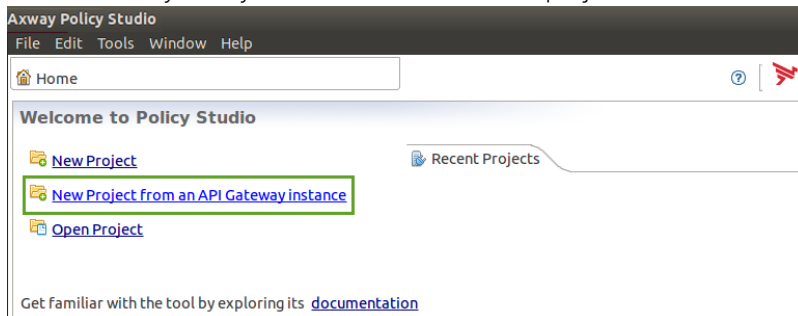 Axway Policy Studio
File Edit Tools Window Help
Home
Welcome to Policy Studio
New Project
Recent Projects
New Project from an API Gateway instance
Open Project
Get familiar with the tool by exploring its documentation